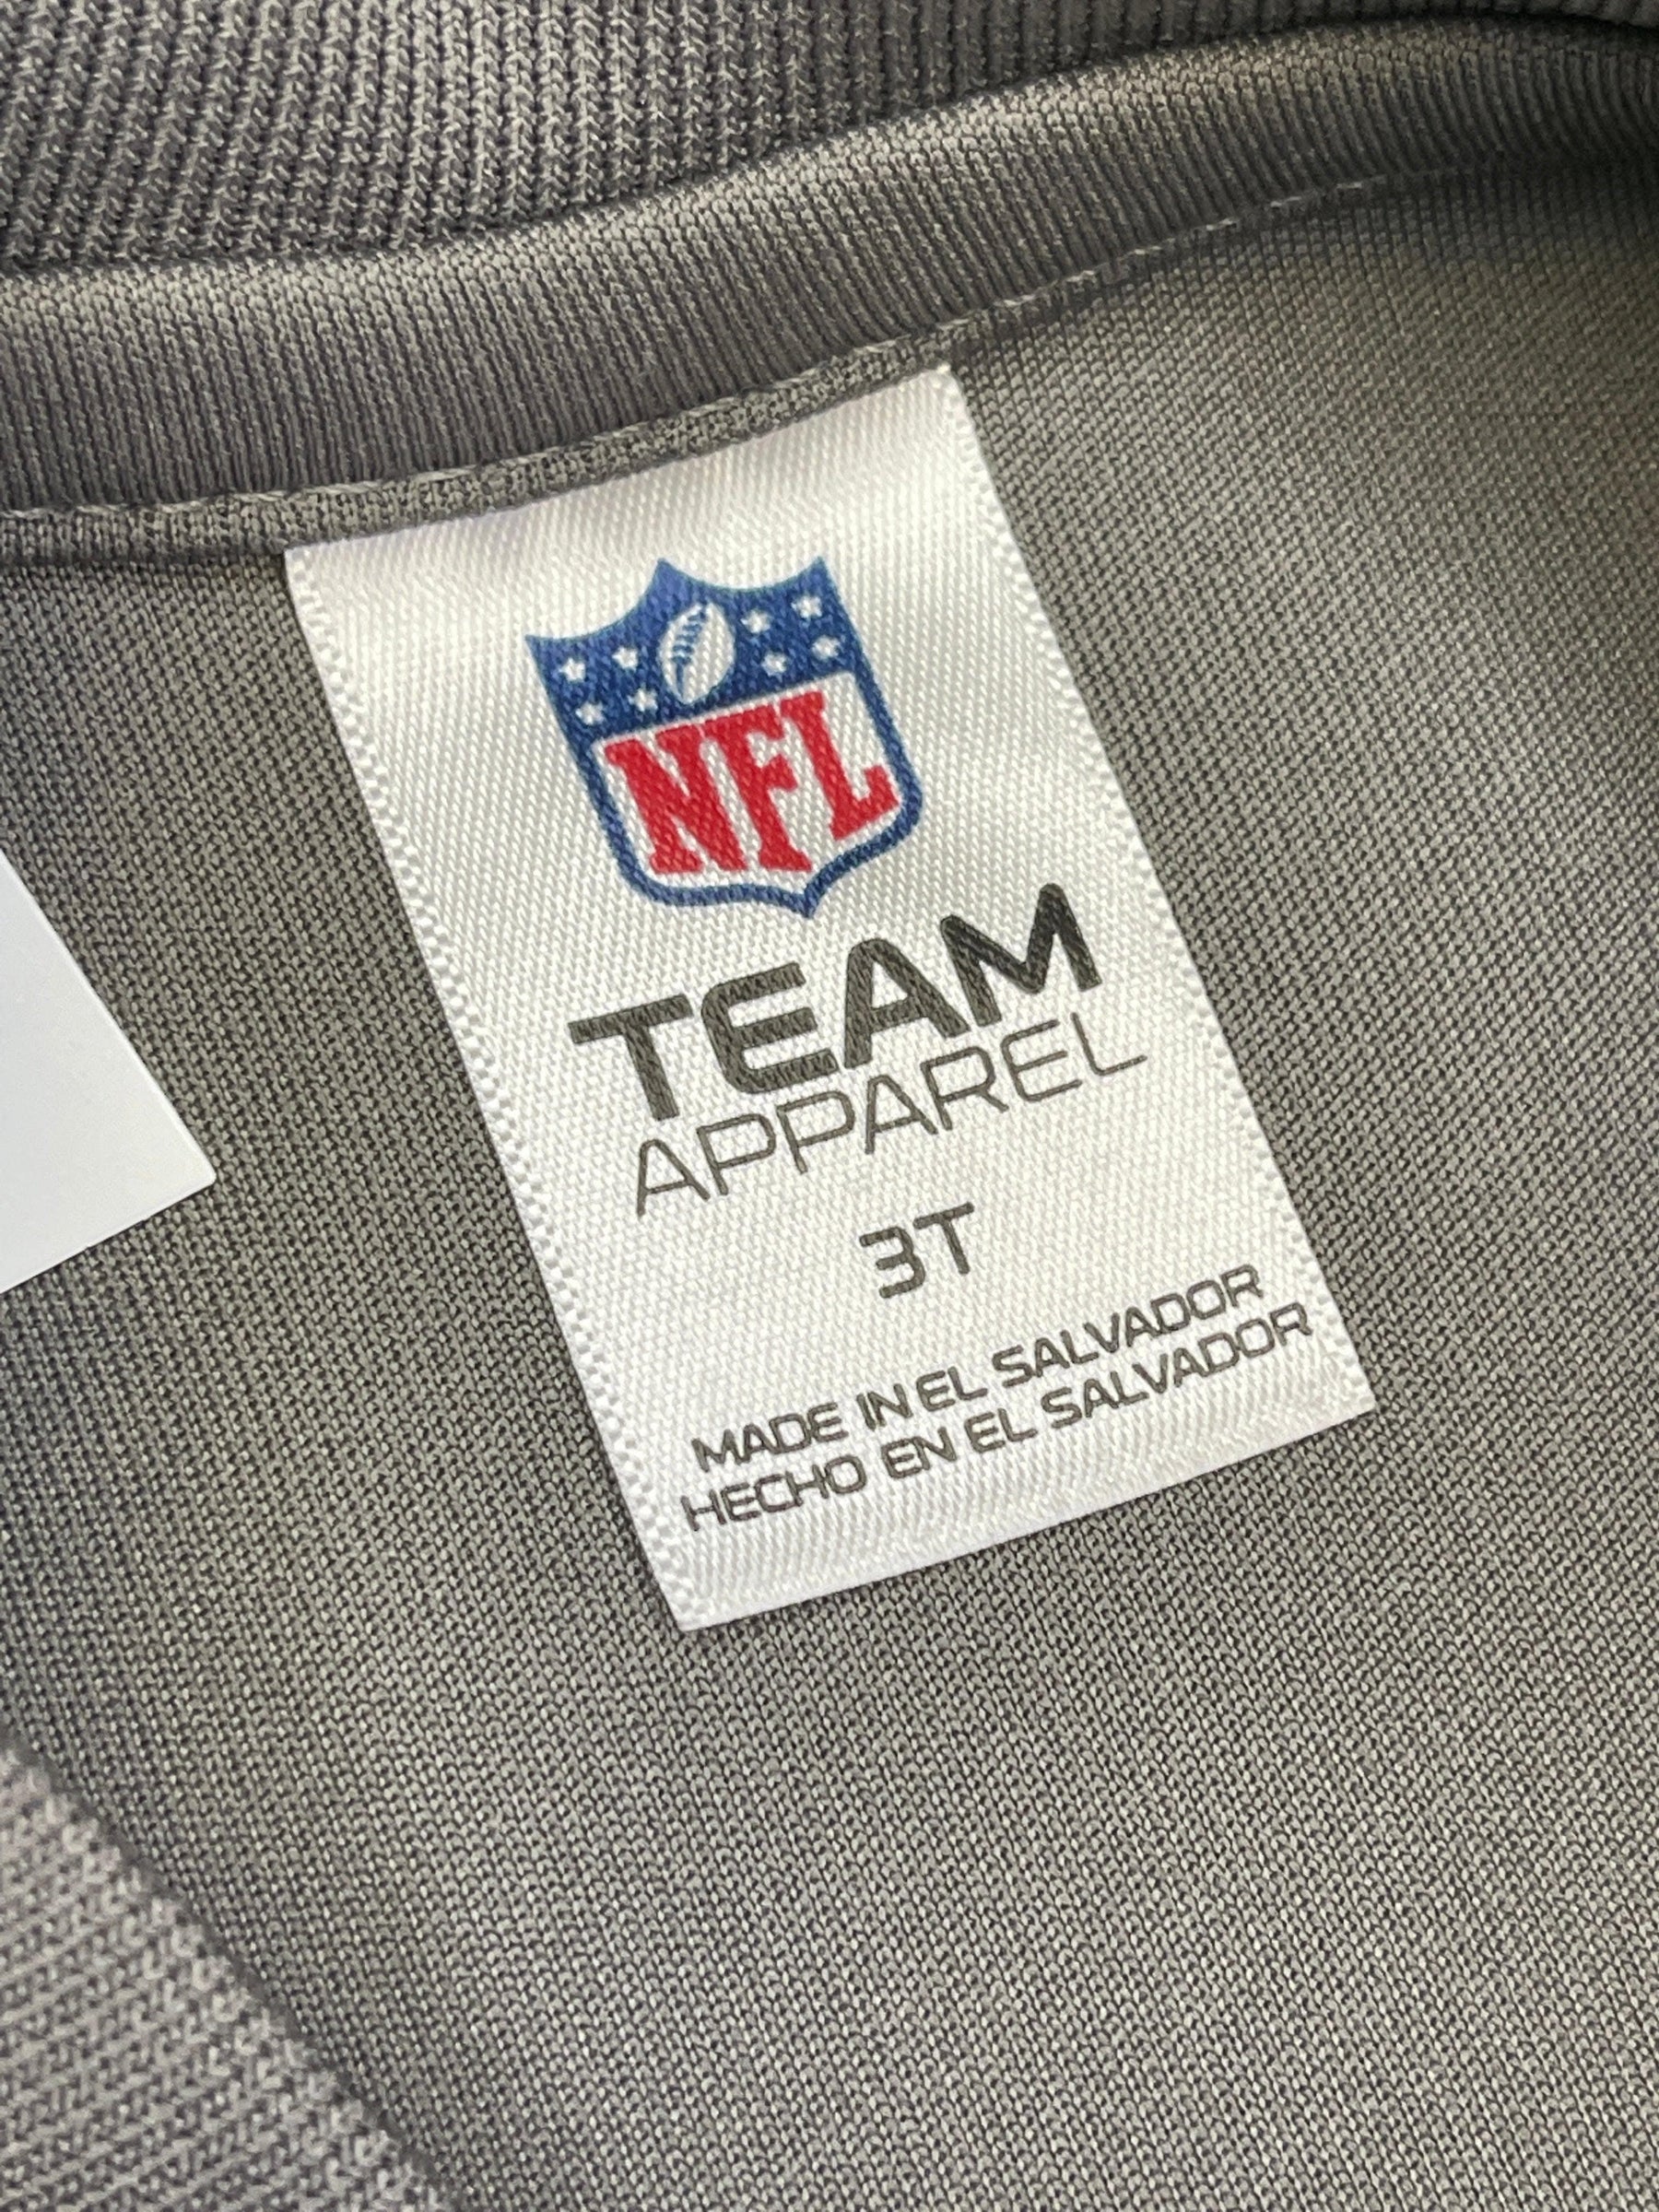 NFL
TEAM
APPAREL
3T
MADE IN EL SALVADOR
HECHO EN EL SALVADOR